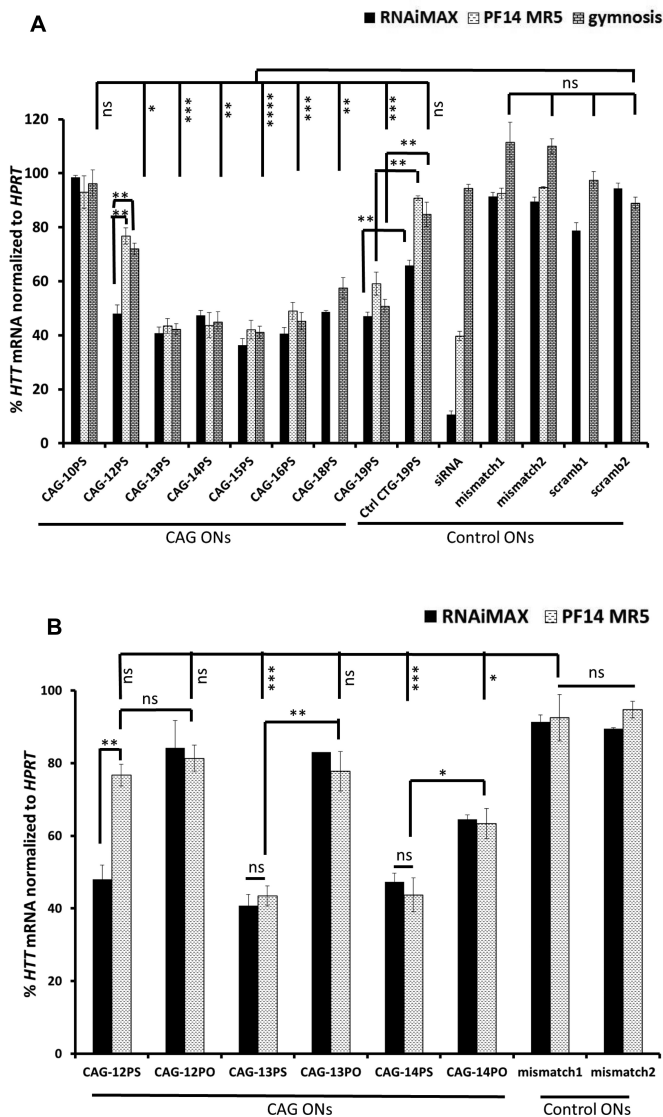 A
RNAiMAX PF14 MR5 gymnosis
ns * *** ** **** *** ** *** ns
ns
120
100
80
60
40
20
0
% HTT mRNA normalized to HPRT
**
**
**
**
**
CAG-10PS CAG-12PS CAG-13PS CAG-14PS CAG-15PS CAG-16PS CAG-18PS CAG-19PS Ctrl CTG-19PS siRNA mismatch1 mismatch2 scramb1 scramb2
CAG ONs Control ONs
B
RNAiMAX PF14 MR5
ns ns *** ns *** *
ns
100
80
60
40
20
0
% HTT mRNA normalized to HPRT
ns
**
**
*
ns
ns
CAG-12PS CAG-12PO CAG-13PS CAG-13PO CAG-14PS CAG-14PO mismatch1 mismatch2
CAG ONs Control ONs